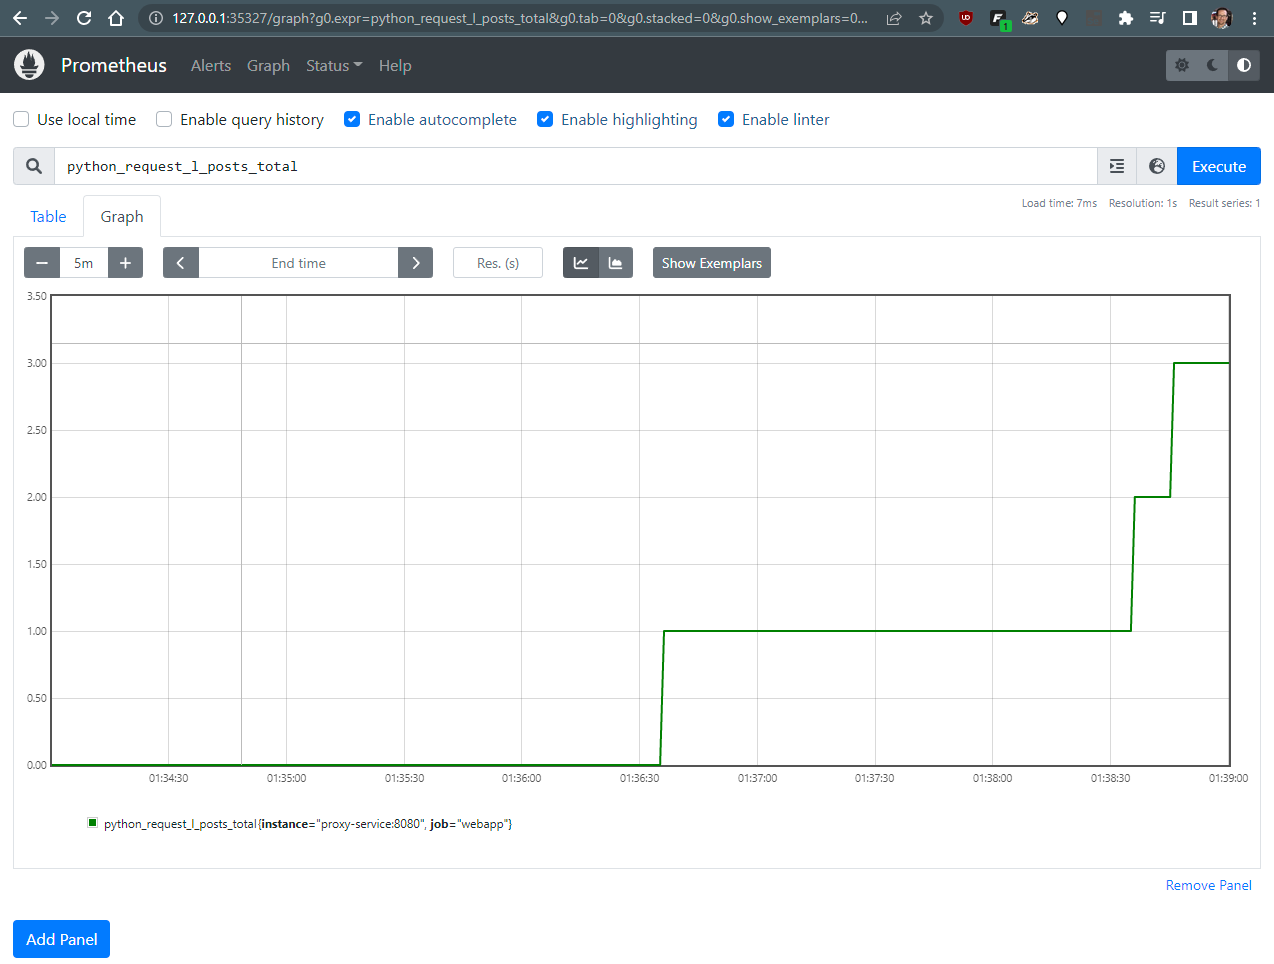 127.0.0.1:35327/graph?g0.expr=python_request_l_posts_total&g0.tab=0&g0.stacked=0&g0.show_exemplars=0...
1
Prometheus Alerts Graph Status Help
Use local time Enable query history Enable autocomplete Enable highlighting Enable linter
python_request_l_posts_total Execute
Load time: 7ms Resolution: 1s Result series: 1
Table Graph
− 5m + End time Res. (s) Show Exemplars
3.50
3.00
2.50
2.00
1.50
1.00
0.50
0.00
01:34:30 01:35:00 01:35:30 01:36:00 01:36:30 01:37:00 01:37:30 01:38:00 01:38:30 01:39:00
python_request_l_posts_total{instance="proxy-service:8080", job="webapp"}
Remove Panel
Add Panel